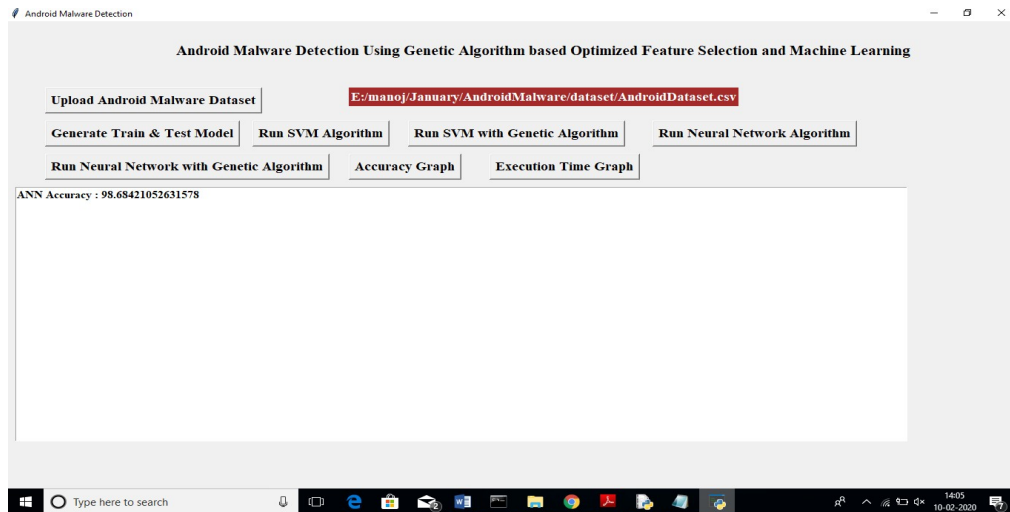 Android Malware Detection
Android Malware Detection Using Genetic Algorithm based Optimized Feature Selection and Machine Learning
Upload Android Malware Dataset
E:/manoj/January/AndroidMalware/dataset/AndroidDataset.csv
Generate Train & Test Model
Run SVM Algorithm
Run SVM with Genetic Algorithm
Run Neural Network Algorithm
Run Neural Network with Genetic Algorithm
Accuracy Graph
Execution Time Graph
ANN Accuracy : 98.68421052631578
Type here to search
14:05
10-02-2020